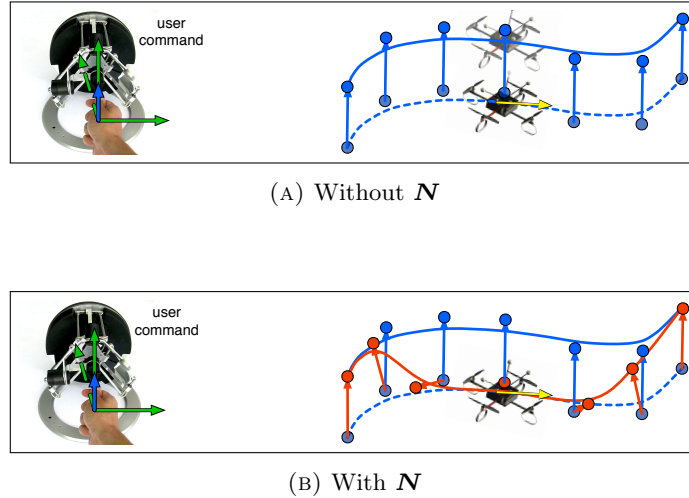 user
command
(A) Without N
user
command
(B) With N